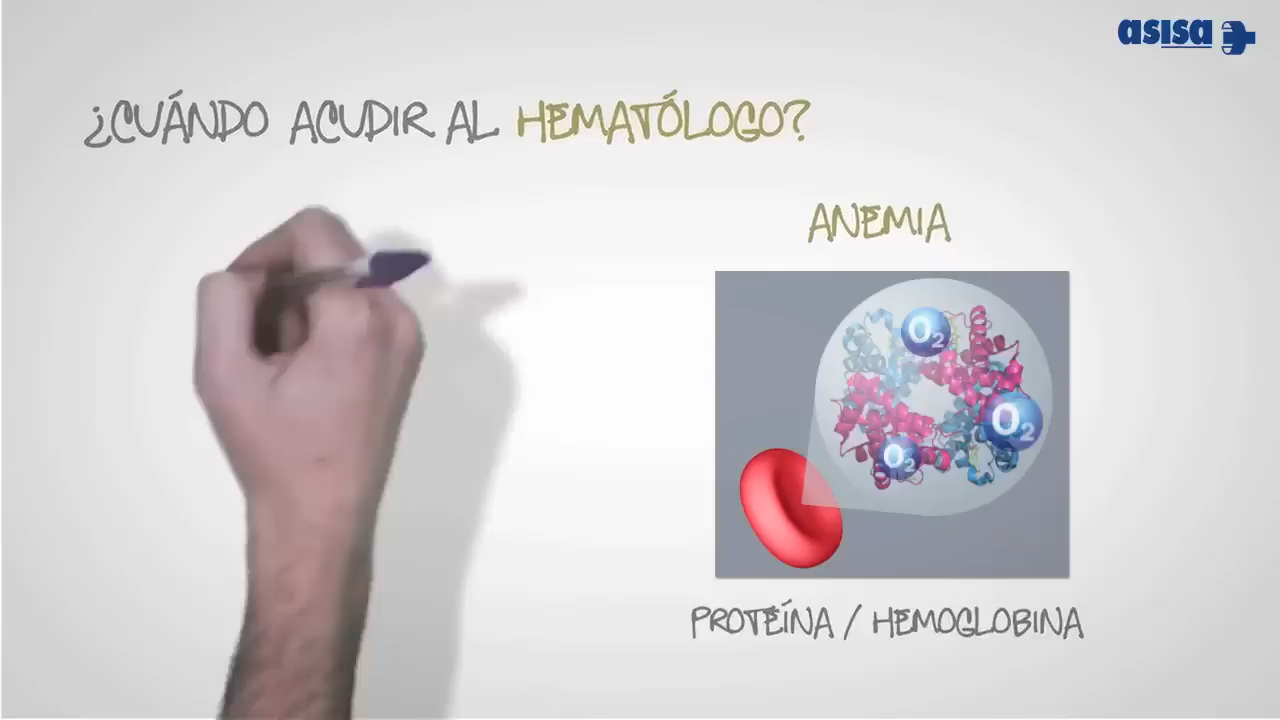 asisa
¿CUÁNDO ACUDIR AL HEMATÓLOGO?
ANEMIA
O2
O2
O2
PROTEÍNA / HEMOGLOBINA